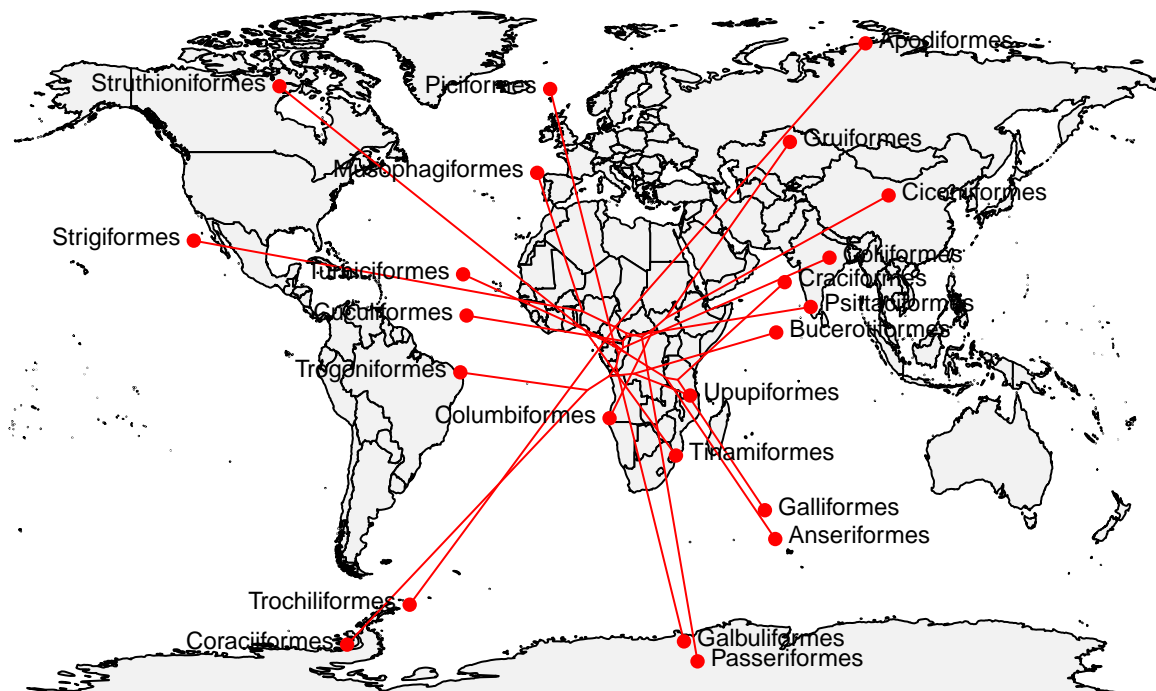 Apodiformes
Struthioniformes
Piciformes
Gruiformes
Musophagiformes
Ciconiiformes
Strigiformes
Coliiformes
Turniciformes
Craciformes
Cuculiformes
Psittaciformes
Bucerotiformes
Trogoniformes
Upupiformes
Columbiformes
Tinamiformes
Galliformes
Anseriformes
Trochiliformes
Coraciiformes
Galbuliformes
Passeriformes